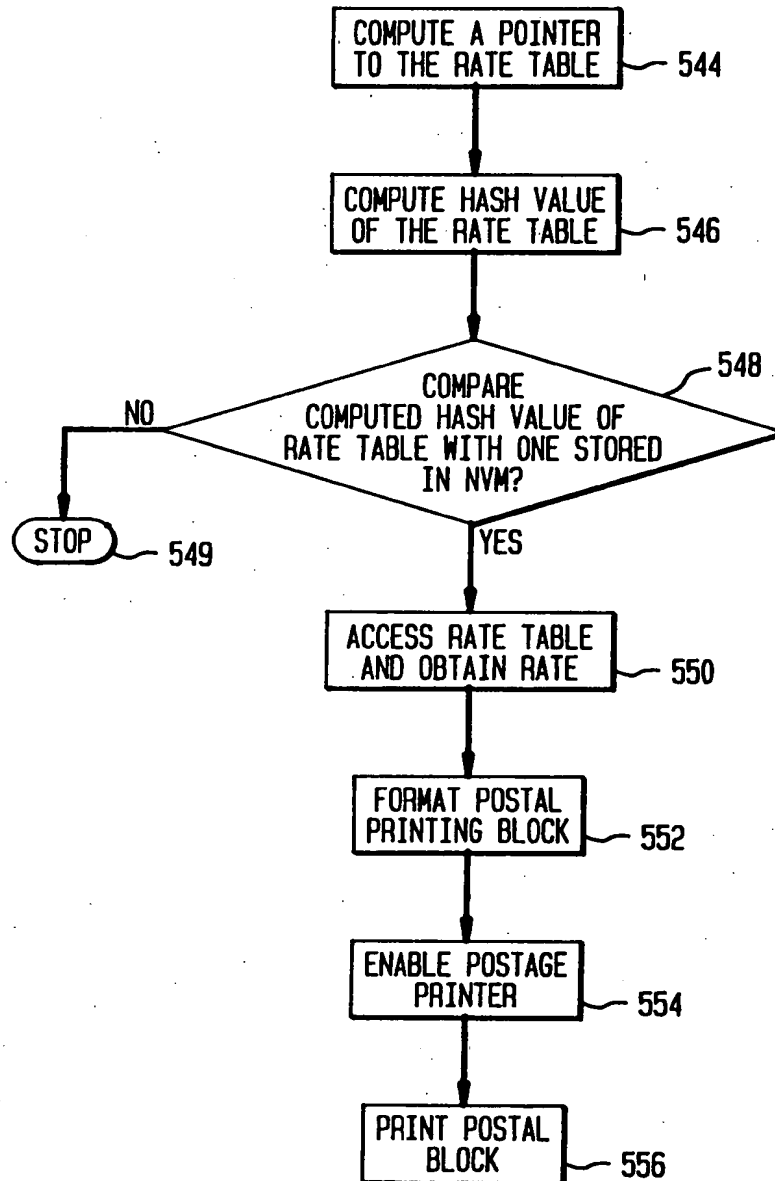 COMPUTE A POINTER
TO THE RATE TABLE
544
COMPUTE HASH VALUE
OF THE RATE TABLE
546
548
COMPARE
COMPUTED HASH VALUE OF
RATE TABLE WITH ONE STORED
IN NVM?
NO
STOP
549
YES
ACCESS RATE TABLE
AND OBTAIN RATE
550
FORMAT POSTAL
PRINTING BLOCK
552
ENABLE POSTAGE
PRINTER
554
PRINT POSTAL
BLOCK
556